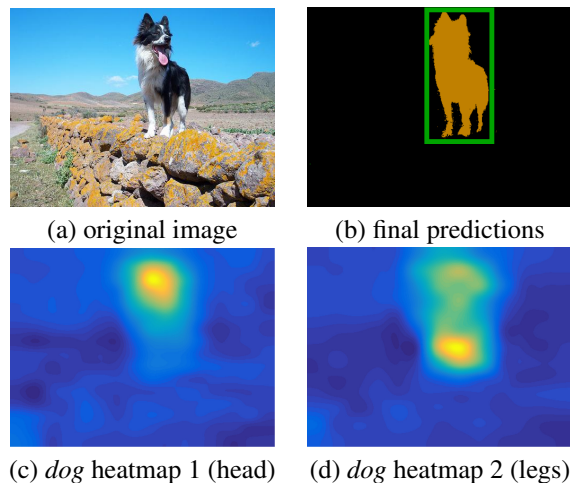 (a) original image
(b) final predictions
(c) dog heatmap 1 (head)
(d) dog heatmap 2 (legs)